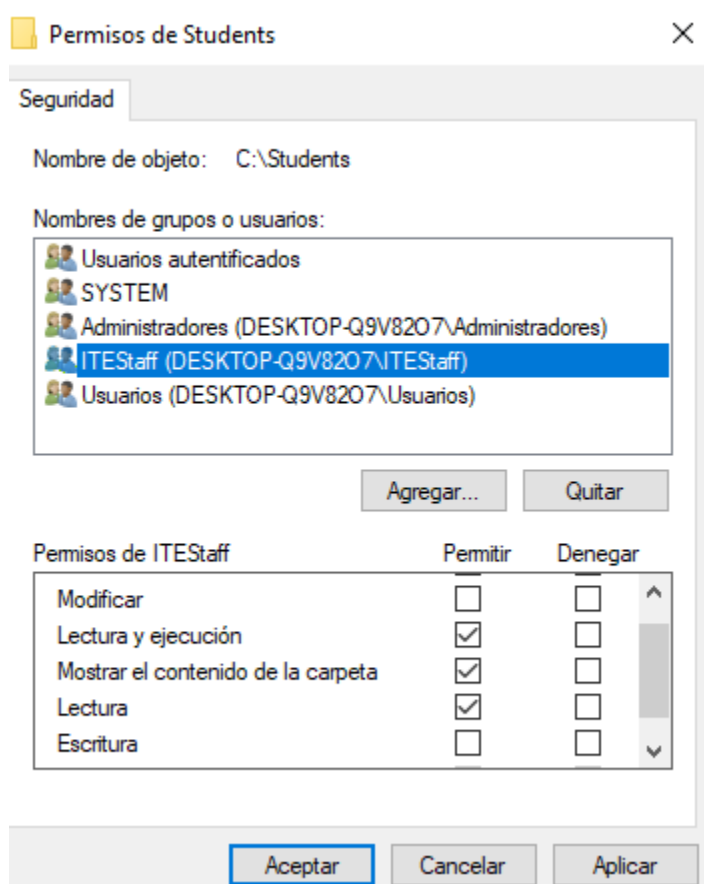 Permisos de Students
Seguridad
Nombre de objeto: C:\Students
Nombres de grupos o usuarios:
Usuarios autentificados
SYSTEM
Administradores (DESKTOP-Q9V82O7\Administradores)
ITEStaff (DESKTOP-Q9V82O7\ITEStaff)
Usuarios (DESKTOP-Q9V82O7\Usuarios)
Agregar... Quitar
Permisos de ITEStaff Permitir Denegar
Modificar
Lectura y ejecución
Mostrar el contenido de la carpeta
Lectura
Escritura
Aceptar Cancelar Aplicar